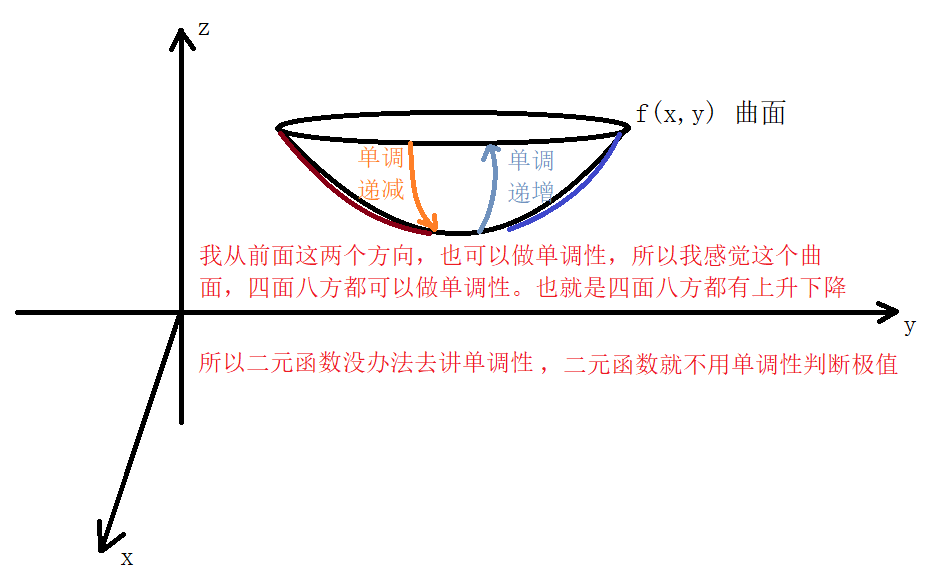 z
f(x,y) 曲面
单调
递减
单调
递增
我从前面这两个方向，也可以做单调性，所以我感觉这个曲
面，四面八方都可以做单调性。也就是四面八方都有上升下降
y
所以二元函数没办法去讲单调性，二元函数就不用单调性判断极值
x